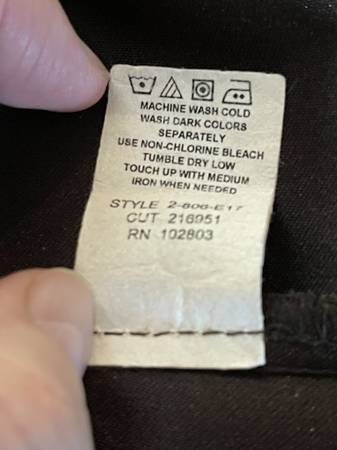 MACHINE WASH COLD
WASH DARK COLORS
SEPARATELY
USE NON-CHLORINE BLEACH
TUMBLE DRY LOW
TOUCH UP WITH MEDIUM
IRON WHEN NEEDED
STYLE 2-606-E17
CUT 216951
RN 102803